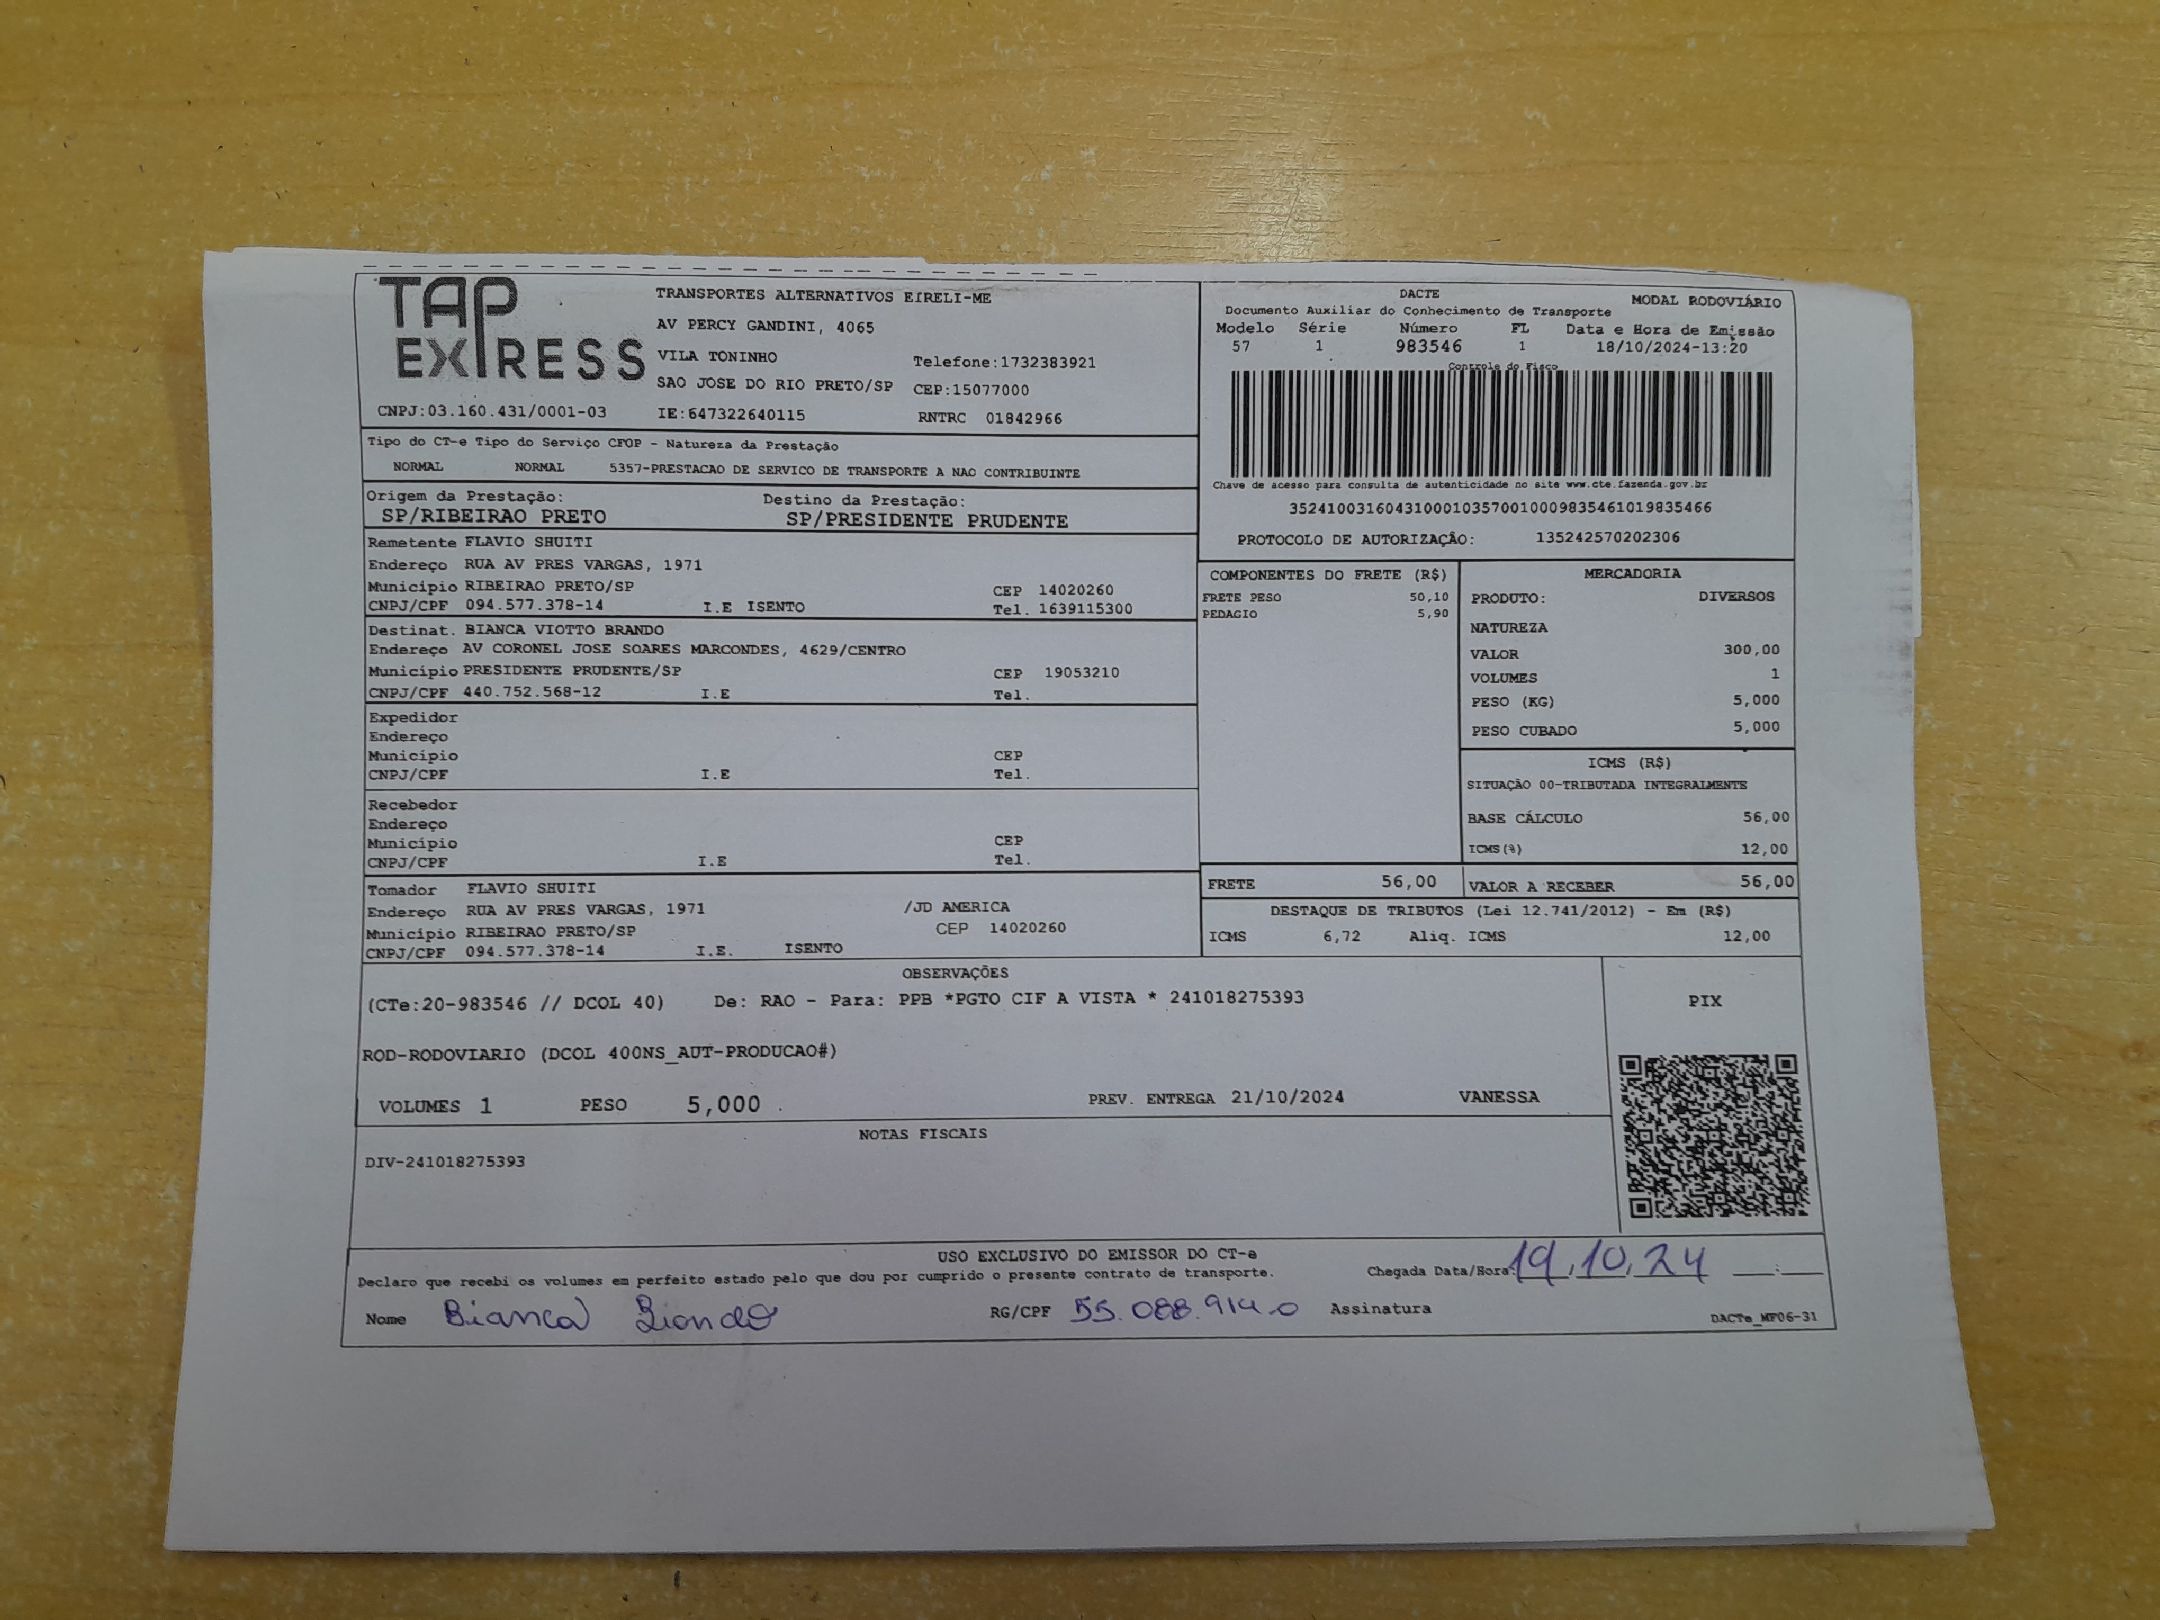 TAP EXPRESS
TRANSPORTES ALTERNATIVOS EIRELI-ME
AV PERCY GANDINI, 4065
VILA TONINHO Telefone:1732383921
SAO JOSE DO RIO PRETO/SP CEP:15077000
CNPJ:03.160.431/0001-03 IE:647322640115 RNTRC 01842966
DACTE MODAL RODOVIÁRIO
Documento Auxiliar do Conhecimento de Transporte
Modelo Série Número FL Data e Hora de Emissão
57 1 983546 1 18/10/2024-13:20
Controle do Fisco
Chave de acesso para consulta de autenticidade no site www.cte.fazenda.gov.br
35241003160431000103570010009835461019835466
PROTOCOLO DE AUTORIZAÇÃO: 135242570202306
Tipo do CT-e Tipo do Serviço CFOP - Natureza da Prestação
NORMAL NORMAL 5357-PRESTACAO DE SERVICO DE TRANSPORTE A NAO CONTRIBUINTE
Origem da Prestação: Destino da Prestação:
SP/RIBEIRAO PRETO SP/PRESIDENTE PRUDENTE
Remetente FLAVIO SHUITI
Endereço RUA AV PRES VARGAS, 1971
Município RIBEIRAO PRETO/SP CEP 14020260
CNPJ/CPF 094.577.378-14 I.E ISENTO Tel. 1639115300
Destinat. BIANCA VIOTTO BRANDO
Endereço AV CORONEL JOSE SOARES MARCONDES, 4629/CENTRO
Município PRESIDENTE PRUDENTE/SP CEP 19053210
CNPJ/CPF 440.752.568-12 I.E Tel.
Expedidor
Endereço
Município CEP
CNPJ/CPF I.E Tel.
Recebedor
Endereço
Município CEP
CNPJ/CPF I.E Tel.
Tomador FLAVIO SHUITI
Endereço RUA AV PRES VARGAS, 1971 /JD AMERICA
Município RIBEIRAO PRETO/SP CEP 14020260
CNPJ/CPF 094.577.378-14 I.E. ISENTO
COMPONENTES DO FRETE (R$)
FRETE PESO 50,10
PEDAGIO 5,90
MERCADORIA
PRODUTO: DIVERSOS
NATUREZA
VALOR 300,00
VOLUMES 1
PESO (KG) 5,000
PESO CUBADO 5,000
ICMS (R$)
SITUAÇÃO 00-TRIBUTADA INTEGRALMENTE
BASE CÁLCULO 56,00
ICMS(%) 12,00
FRETE 56,00 VALOR A RECEBER 56,00
DESTAQUE DE TRIBUTOS (Lei 12.741/2012) - Em (R$)
ICMS 6,72 Aliq. ICMS 12,00
OBSERVAÇÕES
(CTe:20-983546 // DCOL 40) De: RAO - Para: PPB *PGTO CIF A VISTA * 241018275393
ROD-RODOVIARIO (DCOL 400NS_AUT-PRODUCAO#)
VOLUMES 1 PESO 5,000 PREV. ENTREGA 21/10/2024 VANESSA
PIX
NOTAS FISCAIS
DIV-241018275393
USO EXCLUSIVO DO EMISSOR DO CT-e
Declaro que recebi os volumes em perfeito estado pelo que dou por cumprido o presente contrato de transporte. Chegada Data/Hora: 19.10.24
Nome Bianca RG/CPF 55.088.914-0 Assinatura
DACTe_MF06-31